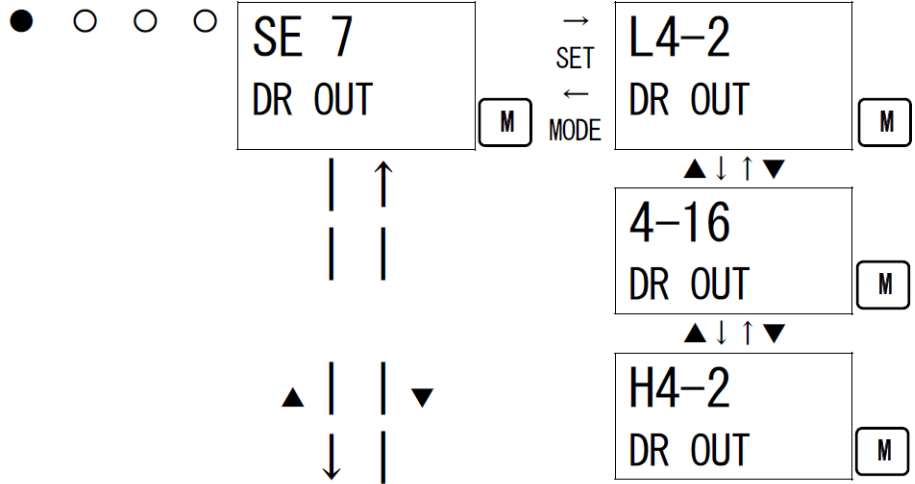 ● ○ ○ ○
SE 7
DR OUT
M
→
SET
←
MODE
L4-2
DR OUT
M
▲↓↑▼
4-16
DR OUT
M
▲↓↑▼
H4-2
DR OUT
M
▲ ↓ ↑ ▼